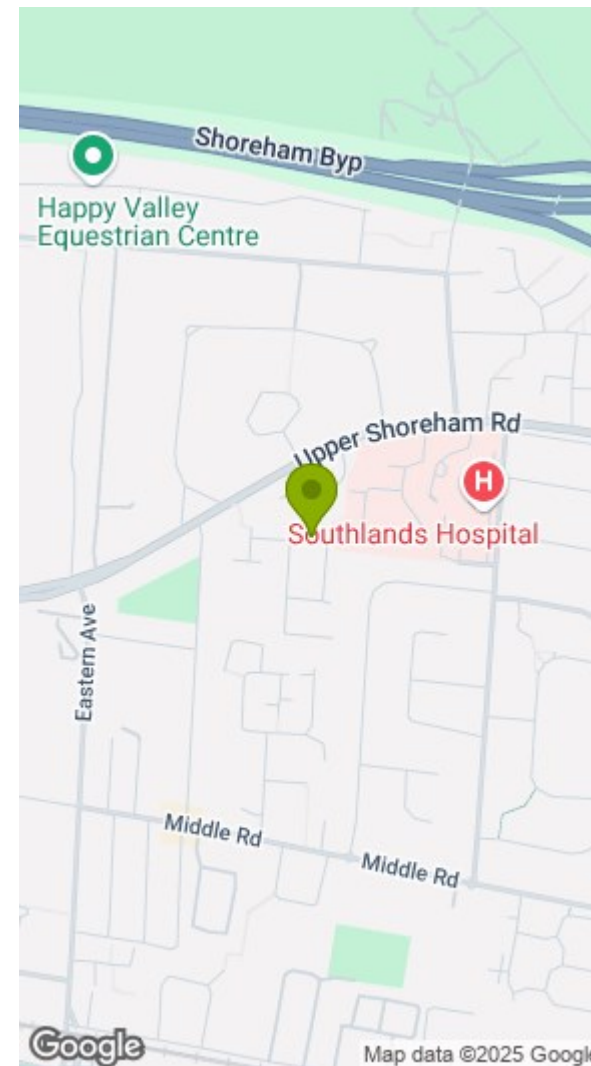 Shoreham Byp
Happy Valley
Equestrian Centre
Upper Shoreham Rd
H
Southlands Hospital
Eastern Ave
Middle Rd
Middle Rd
Google
Map data ©2025 Google